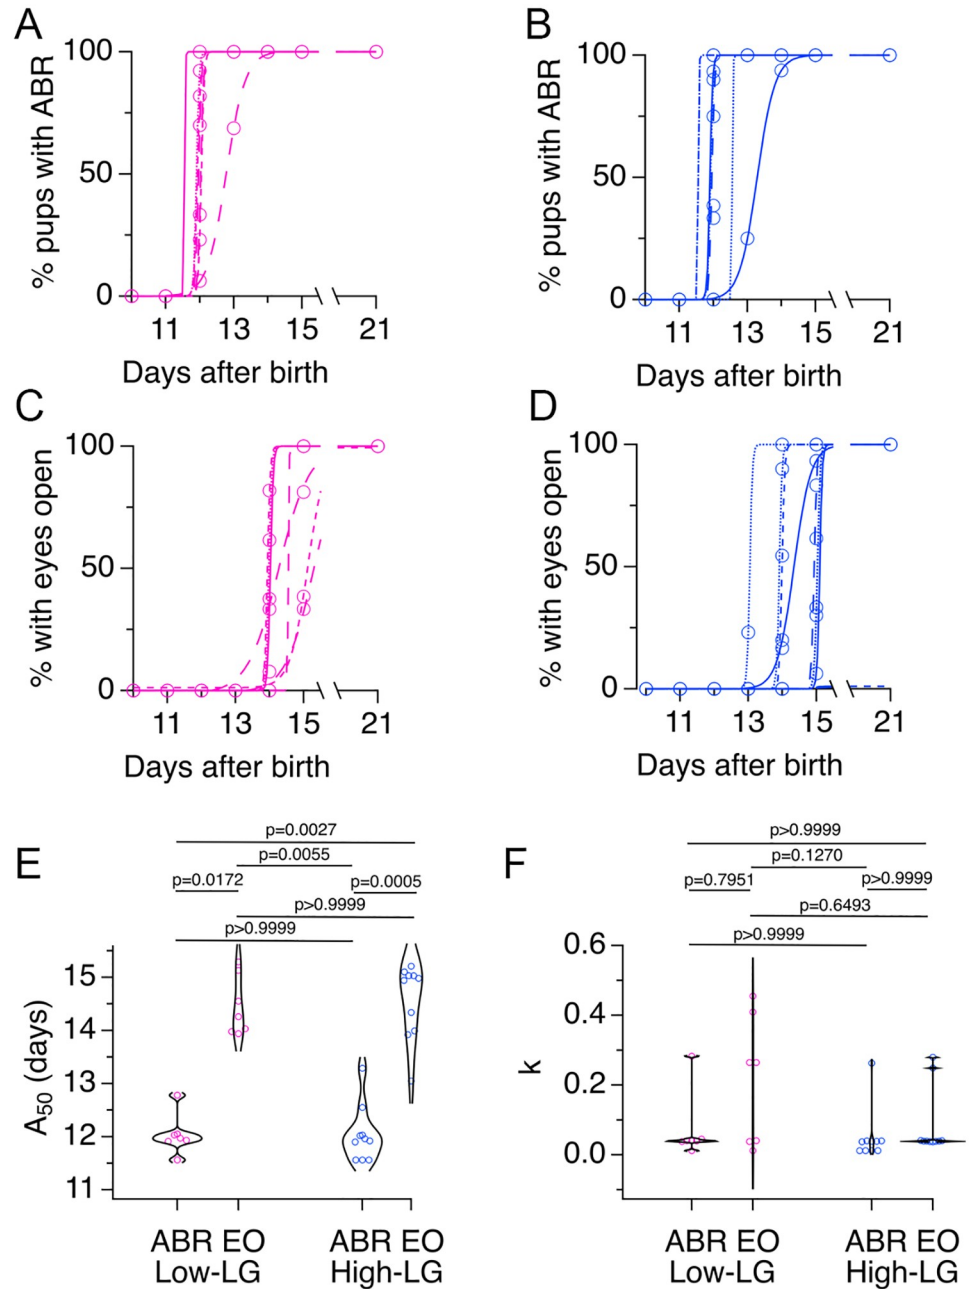 A
% pups with ABR
100
50
0
11 13 15 21
Days after birth
B
% pups with ABR
100
50
0
11 13 15 21
Days after birth
C
% with eyes open
100
50
0
11 13 15 21
Days after birth
D
% with eyes open
100
50
0
11 13 15 21
Days after birth
E
p=0.0027
p=0.0055
p=0.0172 p=0.0005
p>0.9999
p>0.9999
A50 (days)
15
14
13
12
11
ABR EO ABR EO
Low-LG High-LG
F
p>0.9999
p=0.1270
p=0.7951 p>0.9999
p=0.6493
p>0.9999
k
0.6
0.4
0.2
0.0
ABR EO ABR EO
Low-LG High-LG